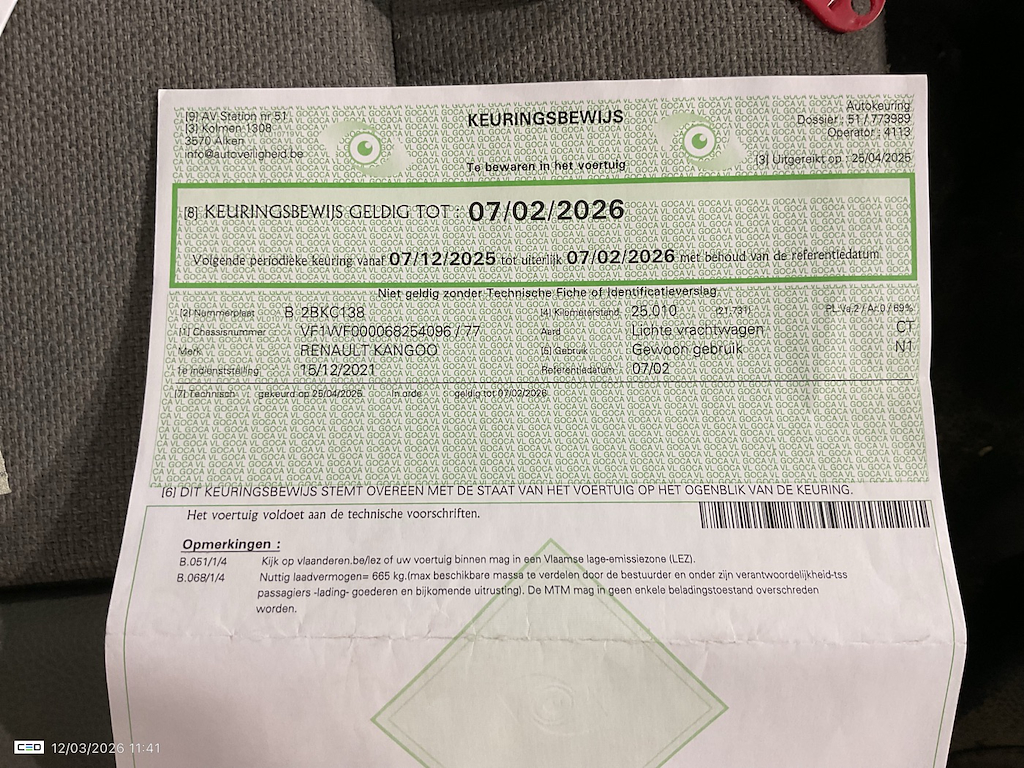 [9] AV Station nr 51
[3] Kolmen 1308
3570 Alken
info@autoveiligheid.be
KEURINGSBEWIJS
Te bewaren in het voertuig
Autokeuring
Dossier : 51 / 773989
Operator : 4113
[3] Uitgereikt op : 25/04/2025
[8] KEURINGSBEWIJS GELDIG TOT : 07/02/2026
Volgende periodieke keuring vanaf 07/12/2025 tot uiterlijk 07/02/2026 met behoud van de referentiedatum
Niet geldig zonder Technische Fiche of Identificatieverslag
[2] Nummerplaat B 2BKC138 [4] Kilometerstand 25.010 (21.731) PL.Va.2 / Ar.0 / 69%
[1] Chassisnummer VF1WF000068254096 / 77 Aard Lichte vrachtwagen CT
Merk RENAULT KANGOO [5] Gebruik Gewoon gebruik N1
1e indienststelling 15/12/2021 Referentiedatum 07/02
[7] Technisch gekeurd op 25/04/2025 In orde geldig tot 07/02/2026
[6] DIT KEURINGSBEWIJS STEMT OVEREEN MET DE STAAT VAN HET VOERTUIG OP HET OGENBLIK VAN DE KEURING.
Het voertuig voldoet aan de technische voorschriften.
Opmerkingen :
B.051/1/4 Kijk op vlaanderen.be/lez of uw voertuig binnen mag in een Vlaamse lage-emissiezone (LEZ).
B.068/1/4 Nuttig laadvermogen= 665 kg.(max beschikbare massa te verdelen door de bestuurder en onder zijn verantwoordelijkheid-tss
passagiers -lading- goederen en bijkomende uitrusting). De MTM mag in geen enkele beladingstoestand overschreden
worden.
CEO 12/03/2026 11:41